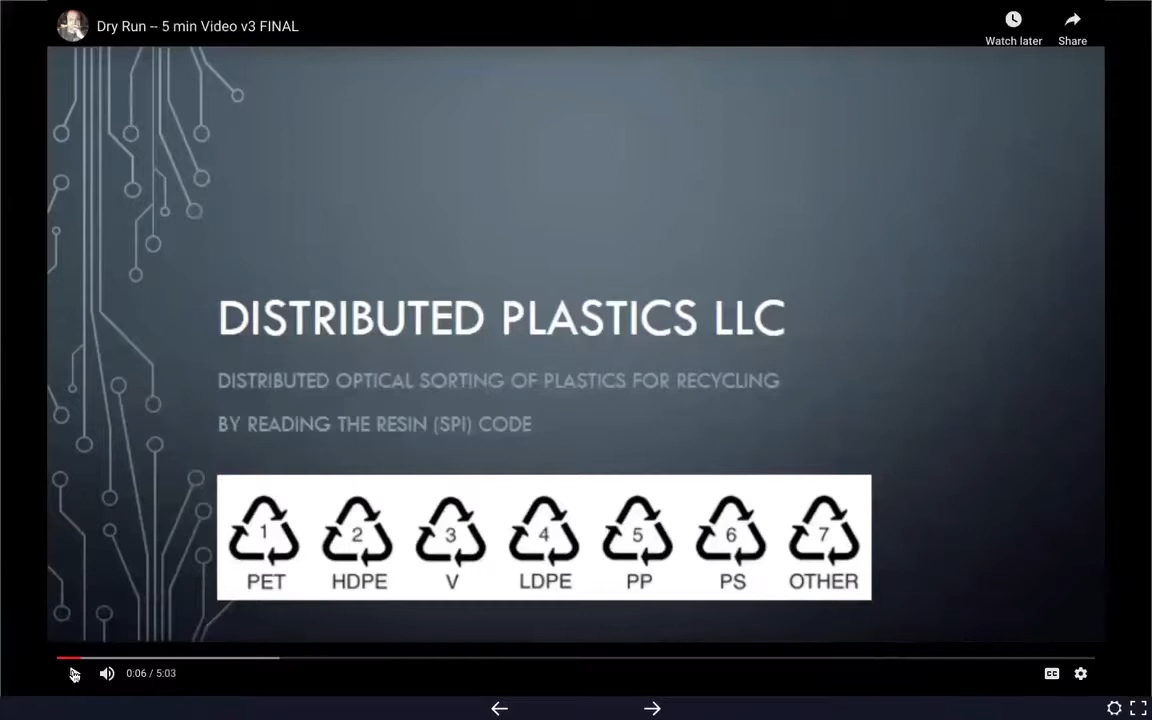 Dry Run -- 5 min Video v3 FINAL
Watch later Share
DISTRIBUTED PLASTICS LLC
DISTRIBUTED OPTICAL SORTING OF PLASTICS FOR RECYCLING
BY READING THE RESIN (SPI) CODE
1 2 3 4 5 6 7
PET HDPE V LDPE PP PS OTHER
0:06 / 5:03 CC